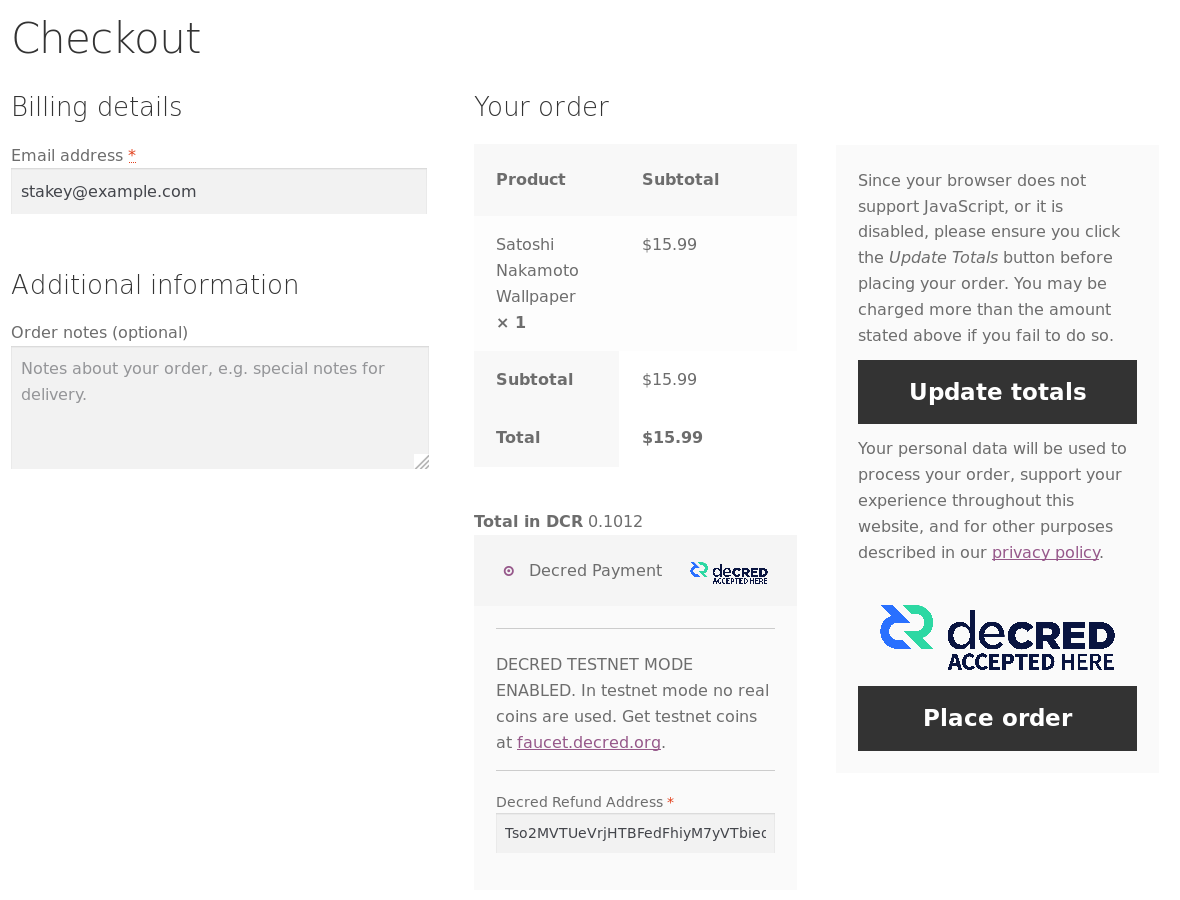 Checkout
Billing details
Email address *
stakey@example.com
Additional information
Order notes (optional)
Notes about your order, e.g. special notes for
delivery.
Your order
Product Subtotal
Satoshi $15.99
Nakamoto
Wallpaper
× 1
Subtotal $15.99
Total $15.99
Total in DCR 0.1012
Decred Payment decred ACCEPTED HERE
DECRED TESTNET MODE
ENABLED. In testnet mode no real
coins are used. Get testnet coins
at faucet.decred.org.
Decred Refund Address *
Tso2MVTUeVrjHTBFedFhiyM7yVTbiec
Since your browser does not
support JavaScript, or it is
disabled, please ensure you click
the Update Totals button before
placing your order. You may be
charged more than the amount
stated above if you fail to do so.
Update totals
Your personal data will be used to
process your order, support your
experience throughout this
website, and for other purposes
described in our privacy policy.
deCRED
ACCEPTED HERE
Place order